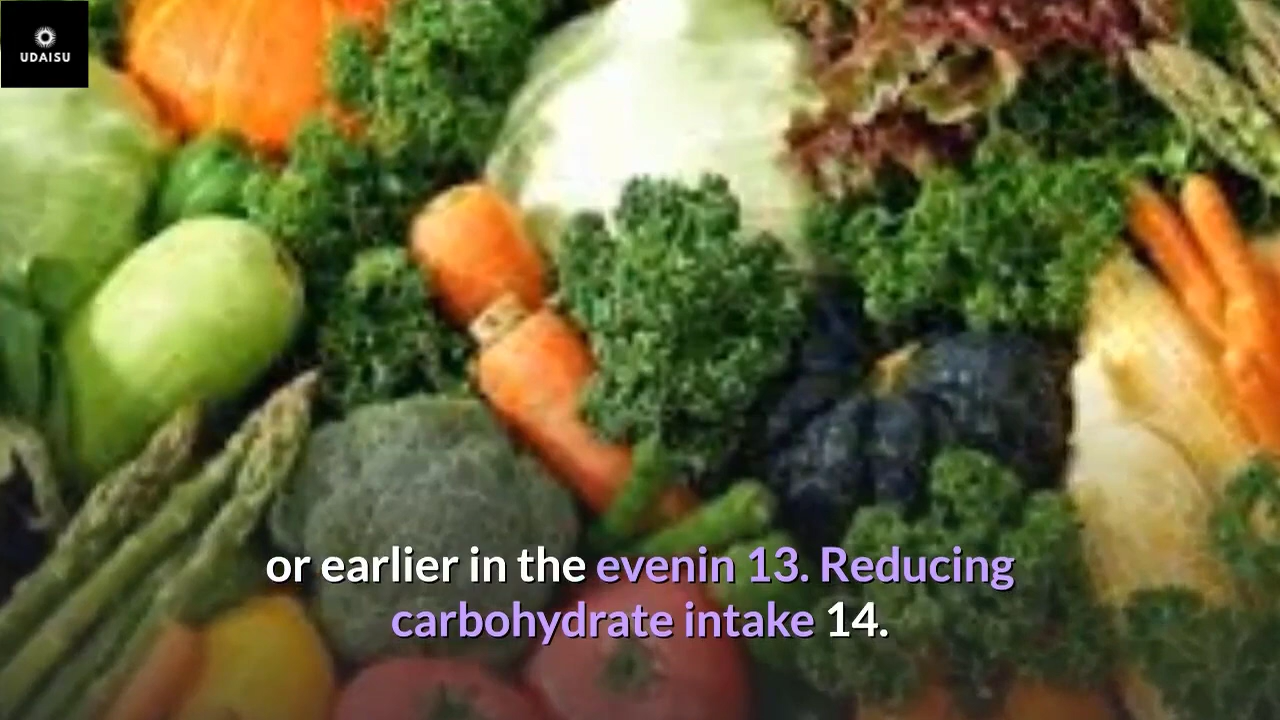 UDAISU
or earlier in the evenin 13. Reducing
carbohydrate intake 14.